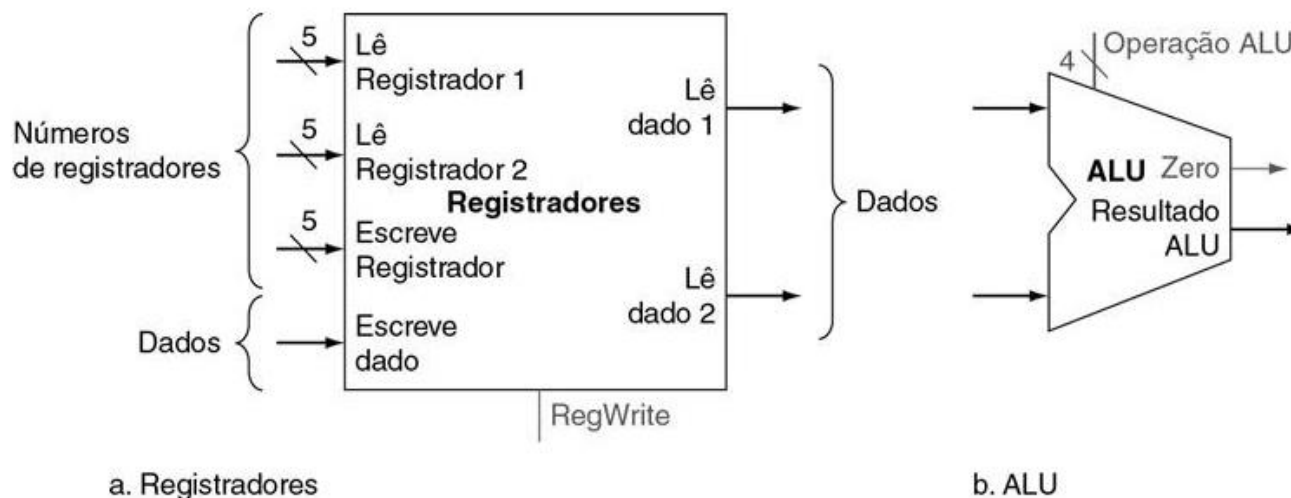 Números
de registradores
Dados
5
Lê
Registrador 1
5
Lê
Registrador 2
Registradores
5
Escreve
Registrador
Escreve
dado
Lê
dado 1
Lê
dado 2
RegWrite
Dados
4
Operação ALU
ALU Zero
Resultado
ALU
a. Registradores
b. ALU